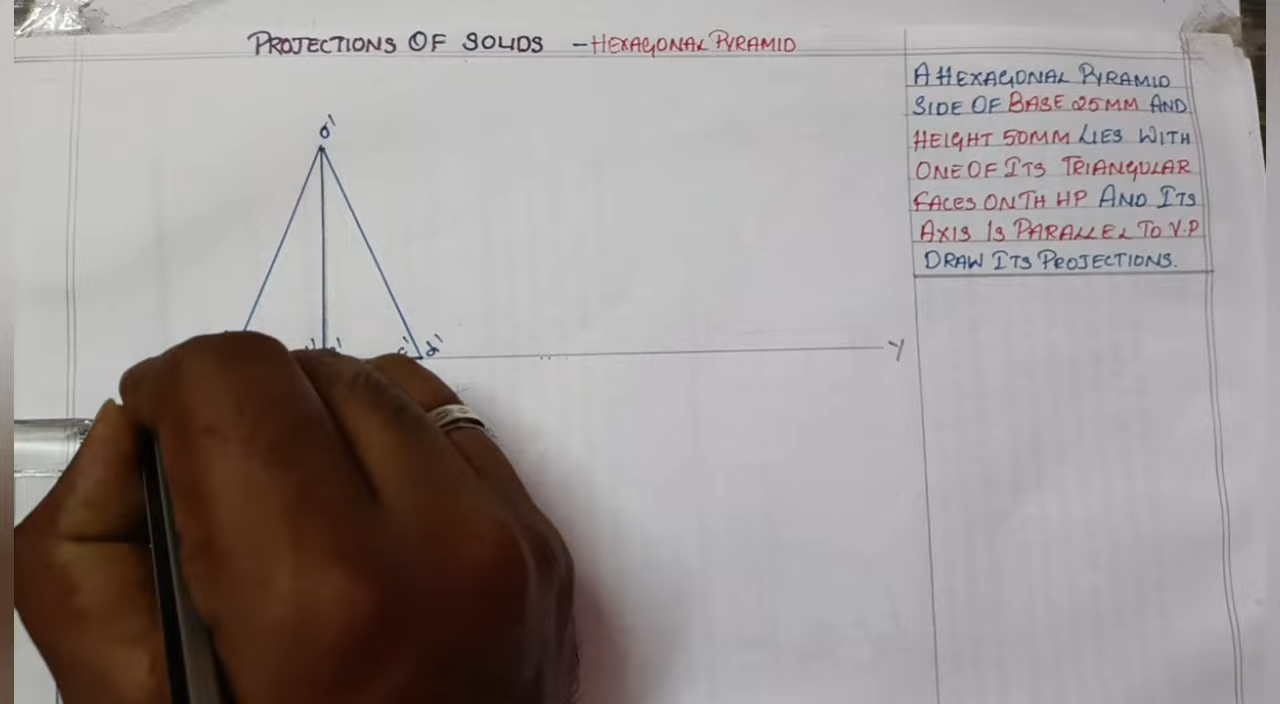 PROJECTIONS OF SOLIDS - HEXAGONAL PYRAMID
A HEXAGONAL PYRAMID
SIDE OF BASE 25MM AND
HEIGHT 50MM LIES WITH
ONE OF ITS TRIANGULAR
FACES ON TH HP AND ITS
AXIS IS PARALLEL TO V.P
DRAW ITS PROJECTIONS.
o'
c' d'
Y